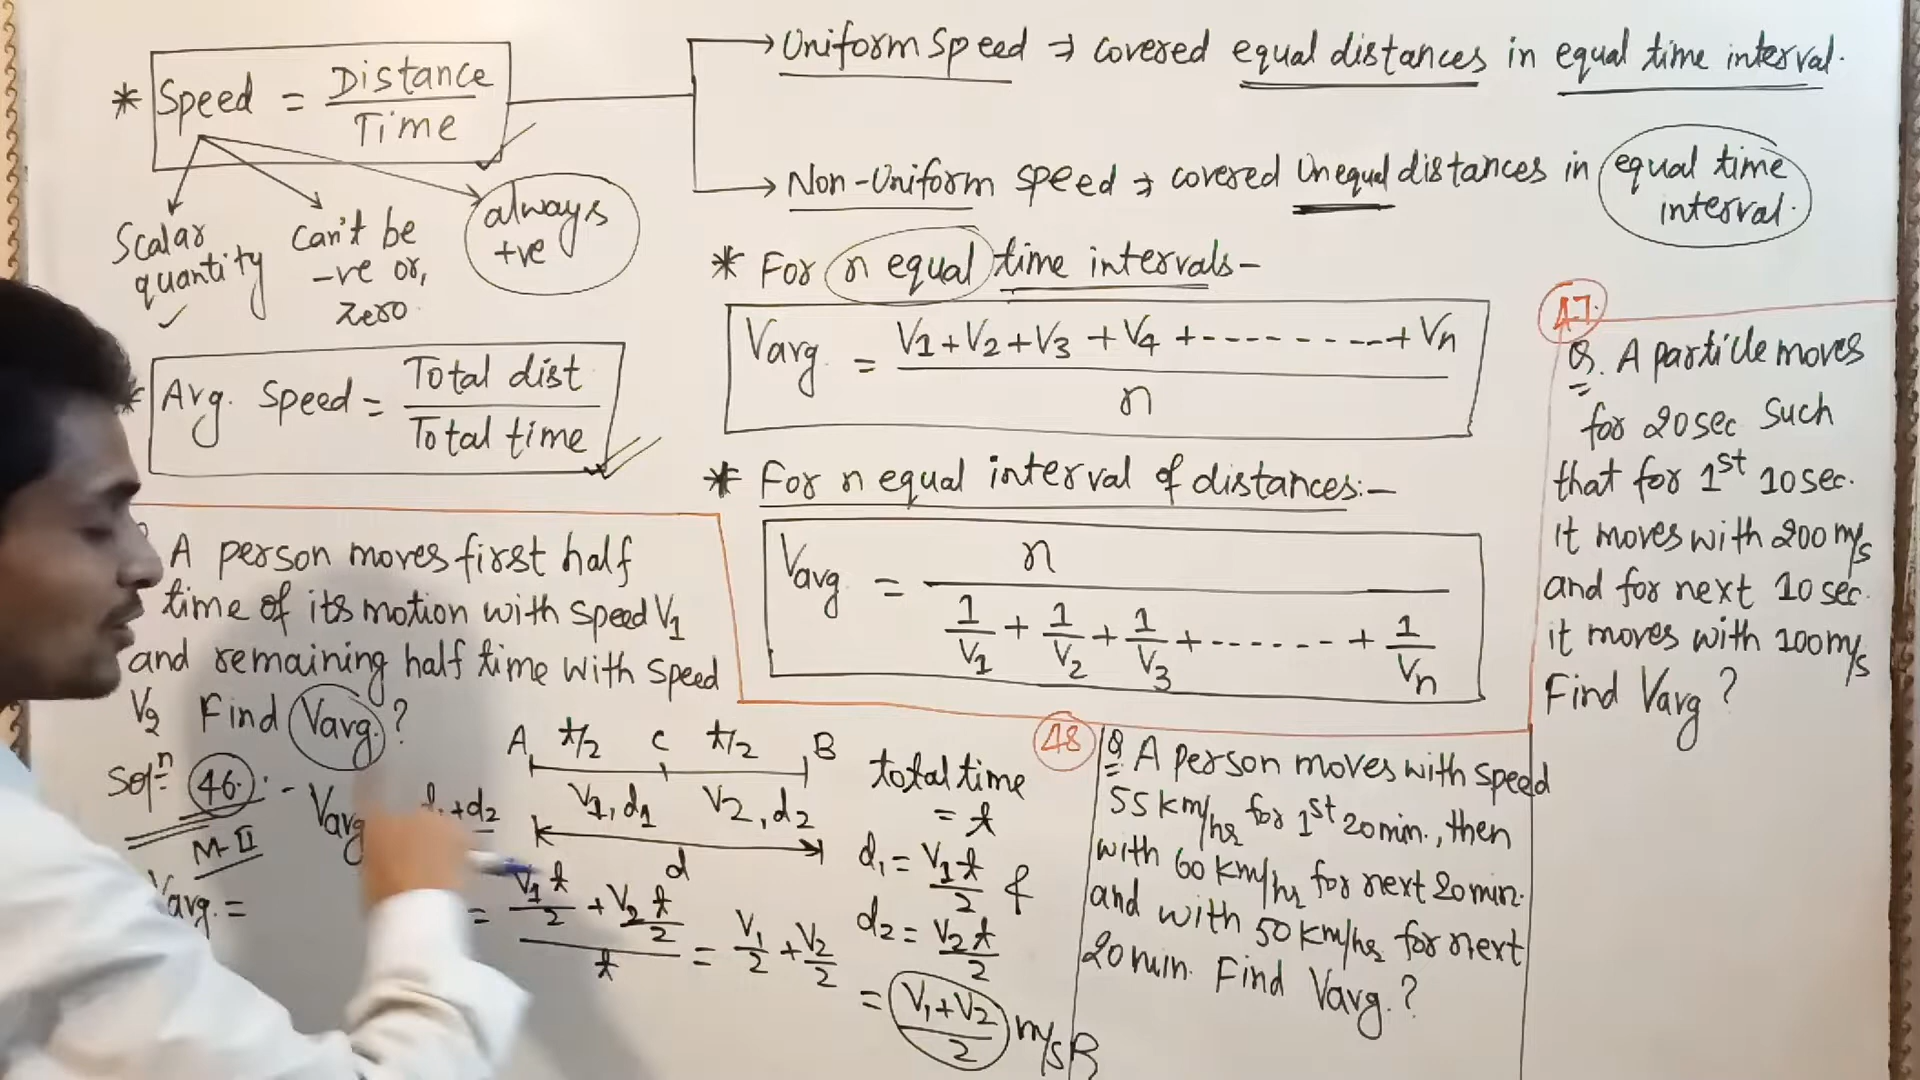 * Speed = Distance / Time
Scalar quantity ✓
can't be -ve or, zero
always +ve
→ Uniform Speed ⇒ covered equal distances in equal time interval.
→ Non-Uniform speed ⇒ covered Unequal distances in equal time interval.
* Avg. Speed = Total dist / Total time
* For n equal time intervals-
Vavg = V1+V2+V3+V4+---------+Vn / n
* For n equal interval of distances:-
Vavg = n / 1/V1 + 1/V2 + 1/V3 + ------ + 1/Vn
A person moves first half
time of its motion with speed V1
and remaining half time with speed
V2 Find Vavg.?
Solⁿ 46. :-
M-II
Vavg
+d2
Vavg. =
A t/2 C t/2 B
V1, d1 V2, d2
d
total time
= t
d1 = V1t/2 &
d2 = V2t/2
= V1t/2 + V2t/2 / t = V1/2 + V2/2
= V1+V2/2 m/s
47.
Q. A particle moves
for 20sec such
that for 1st 10sec.
it moves with 200 m/s
and for next 10 sec.
it moves with 100m/s
Find Vavg?
48
Q. A person moves with speed
55 km/hr for 1st 20min., then
with 60 km/hr for next 20min.
and with 50 km/hr for next
20min. Find Vavg.?